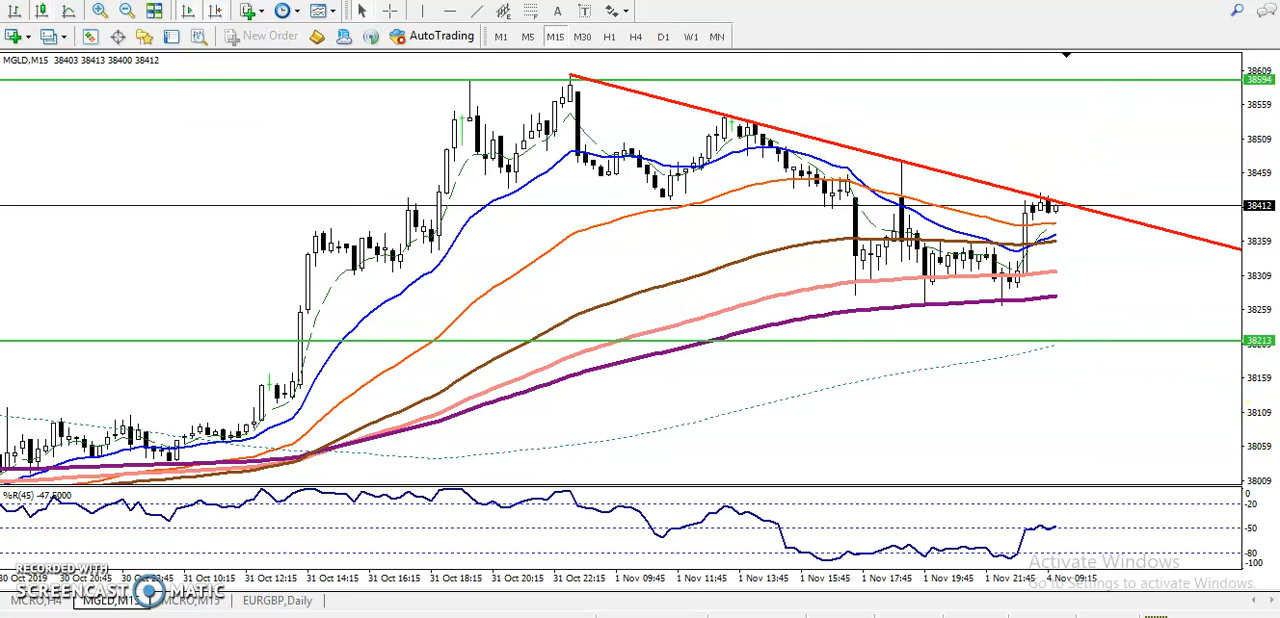 New Order AutoTrading M1 M5 M15 M30 H1 H4 D1 W1 MN
MGLD,M15 38403 38413 38400 38412
38609
38594
38559
38509
38459
38412
38359
38309
38259
38213
38159
38109
38059
38009
%R(45) -47.5000
0
-20
-50
-80
-100
Activate Windows
Go to Settings to activate Windows.
RECORDED WITH
SCREENCAST MATIC
30 Oct 2019 30 Oct 20:45 31 Oct 10:15 31 Oct 12:15 31 Oct 14:15 31 Oct 16:15 31 Oct 18:15 31 Oct 20:15 31 Oct 22:15 1 Nov 09:45 1 Nov 11:45 1 Nov 13:45 1 Nov 15:45 1 Nov 17:45 1 Nov 19:45 1 Nov 21:45 4 Nov 09:15
MCRO,H4 MGLD,M15 MCRO,M15 EURGBP,Daily